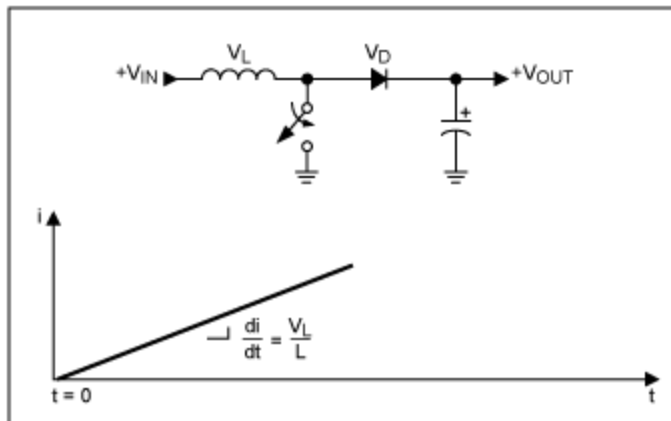 +VIN VL VD +VOUT
+
i
di/dt = VL/L
t = 0
t